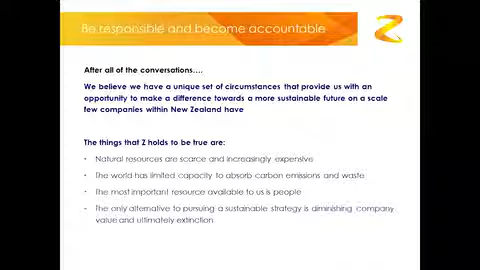 Be responsible and become accountable
After all of the conversations....
We believe we have a unique set of circumstances that provide us with an
opportunity to make a difference towards a more sustainable future on a scale
few companies within New Zealand have
The things that Z holds to be true are:
• Natural resources are scarce and increasingly expensive
• The world has limited capacity to absorb carbon emissions and waste
• The most important resource available to us is people
• The only alternative to pursuing a sustainable strategy is diminishing company
value and ultimately extinction